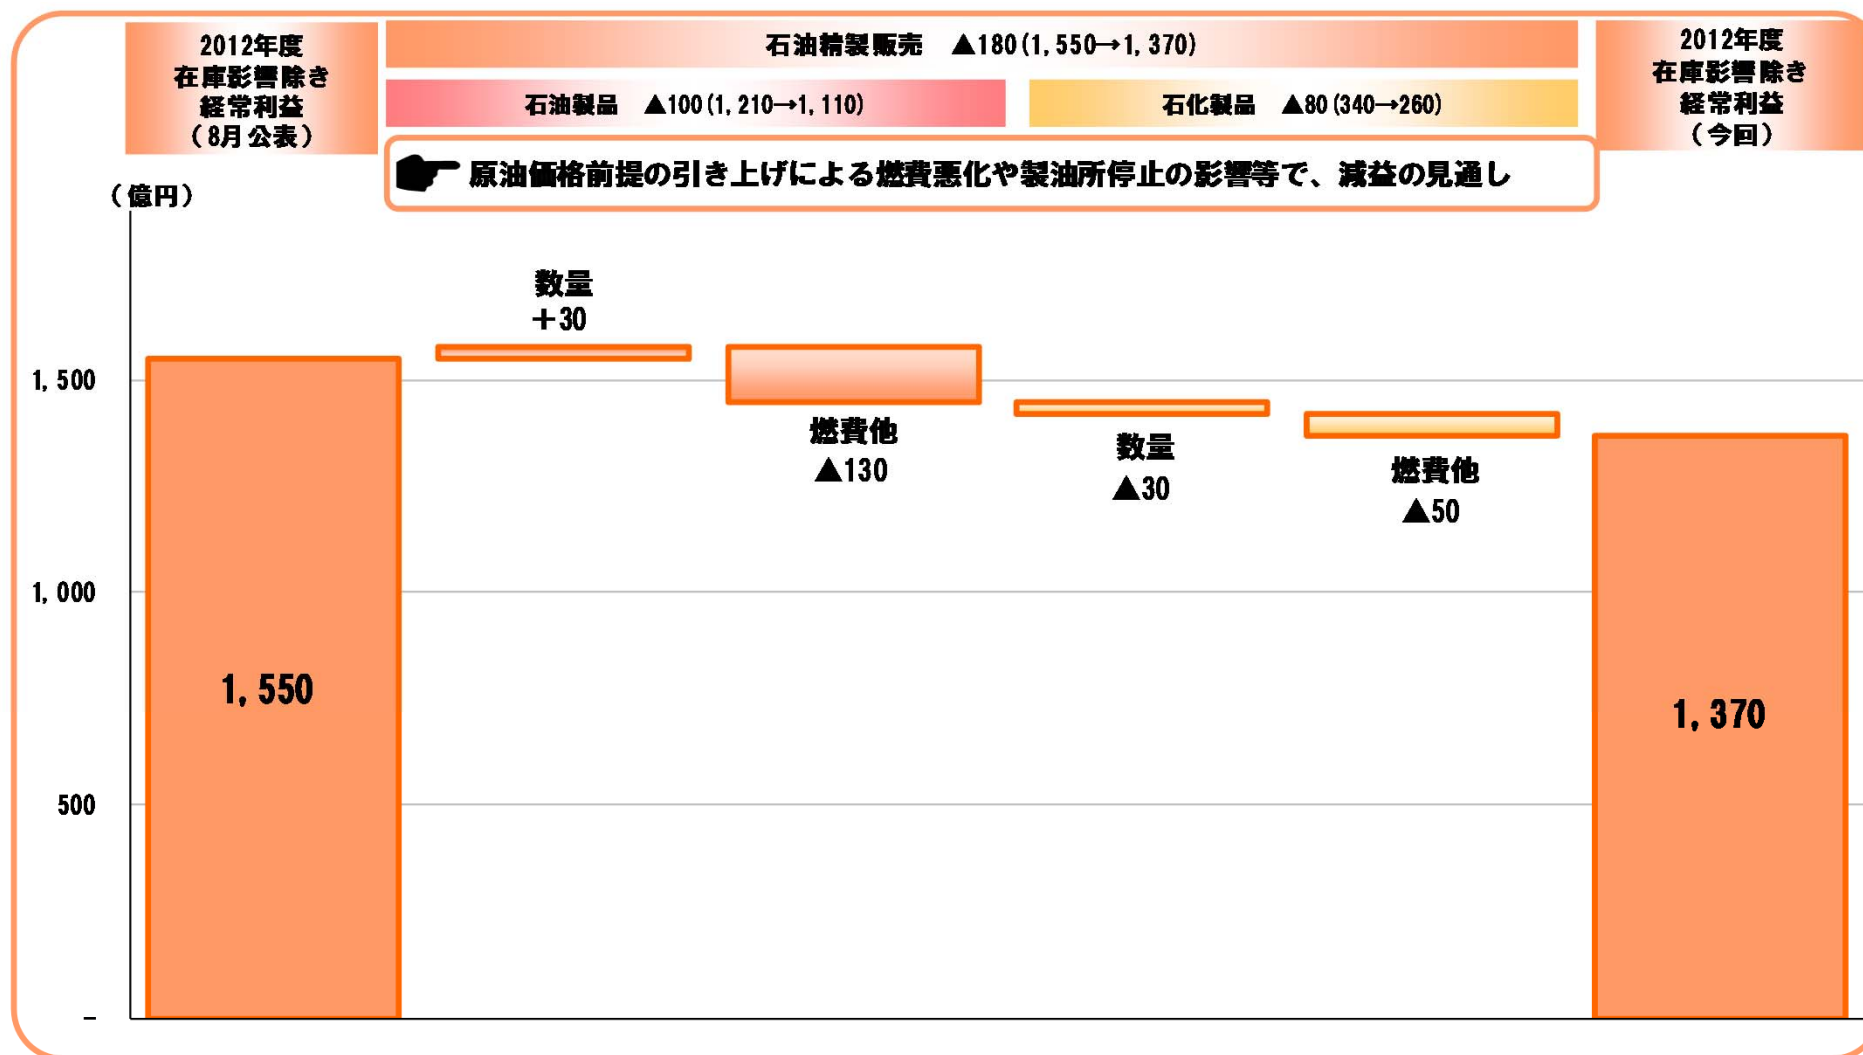 2012年度
在庫影響除き
経常利益
（8月公表）
石油精製販売　▲180(1,550→1,370)
石油製品　▲100(1,210→1,110)
石化製品　▲80(340→260)
2012年度
在庫影響除き
経常利益
（今回）
原油価格前提の引き上げによる燃費悪化や製油所停止の影響等で、減益の見通し
（億円）
数量
＋30
燃費他
▲130
数量
▲30
燃費他
▲50
1,500
1,000
500
−
1,550
1,370